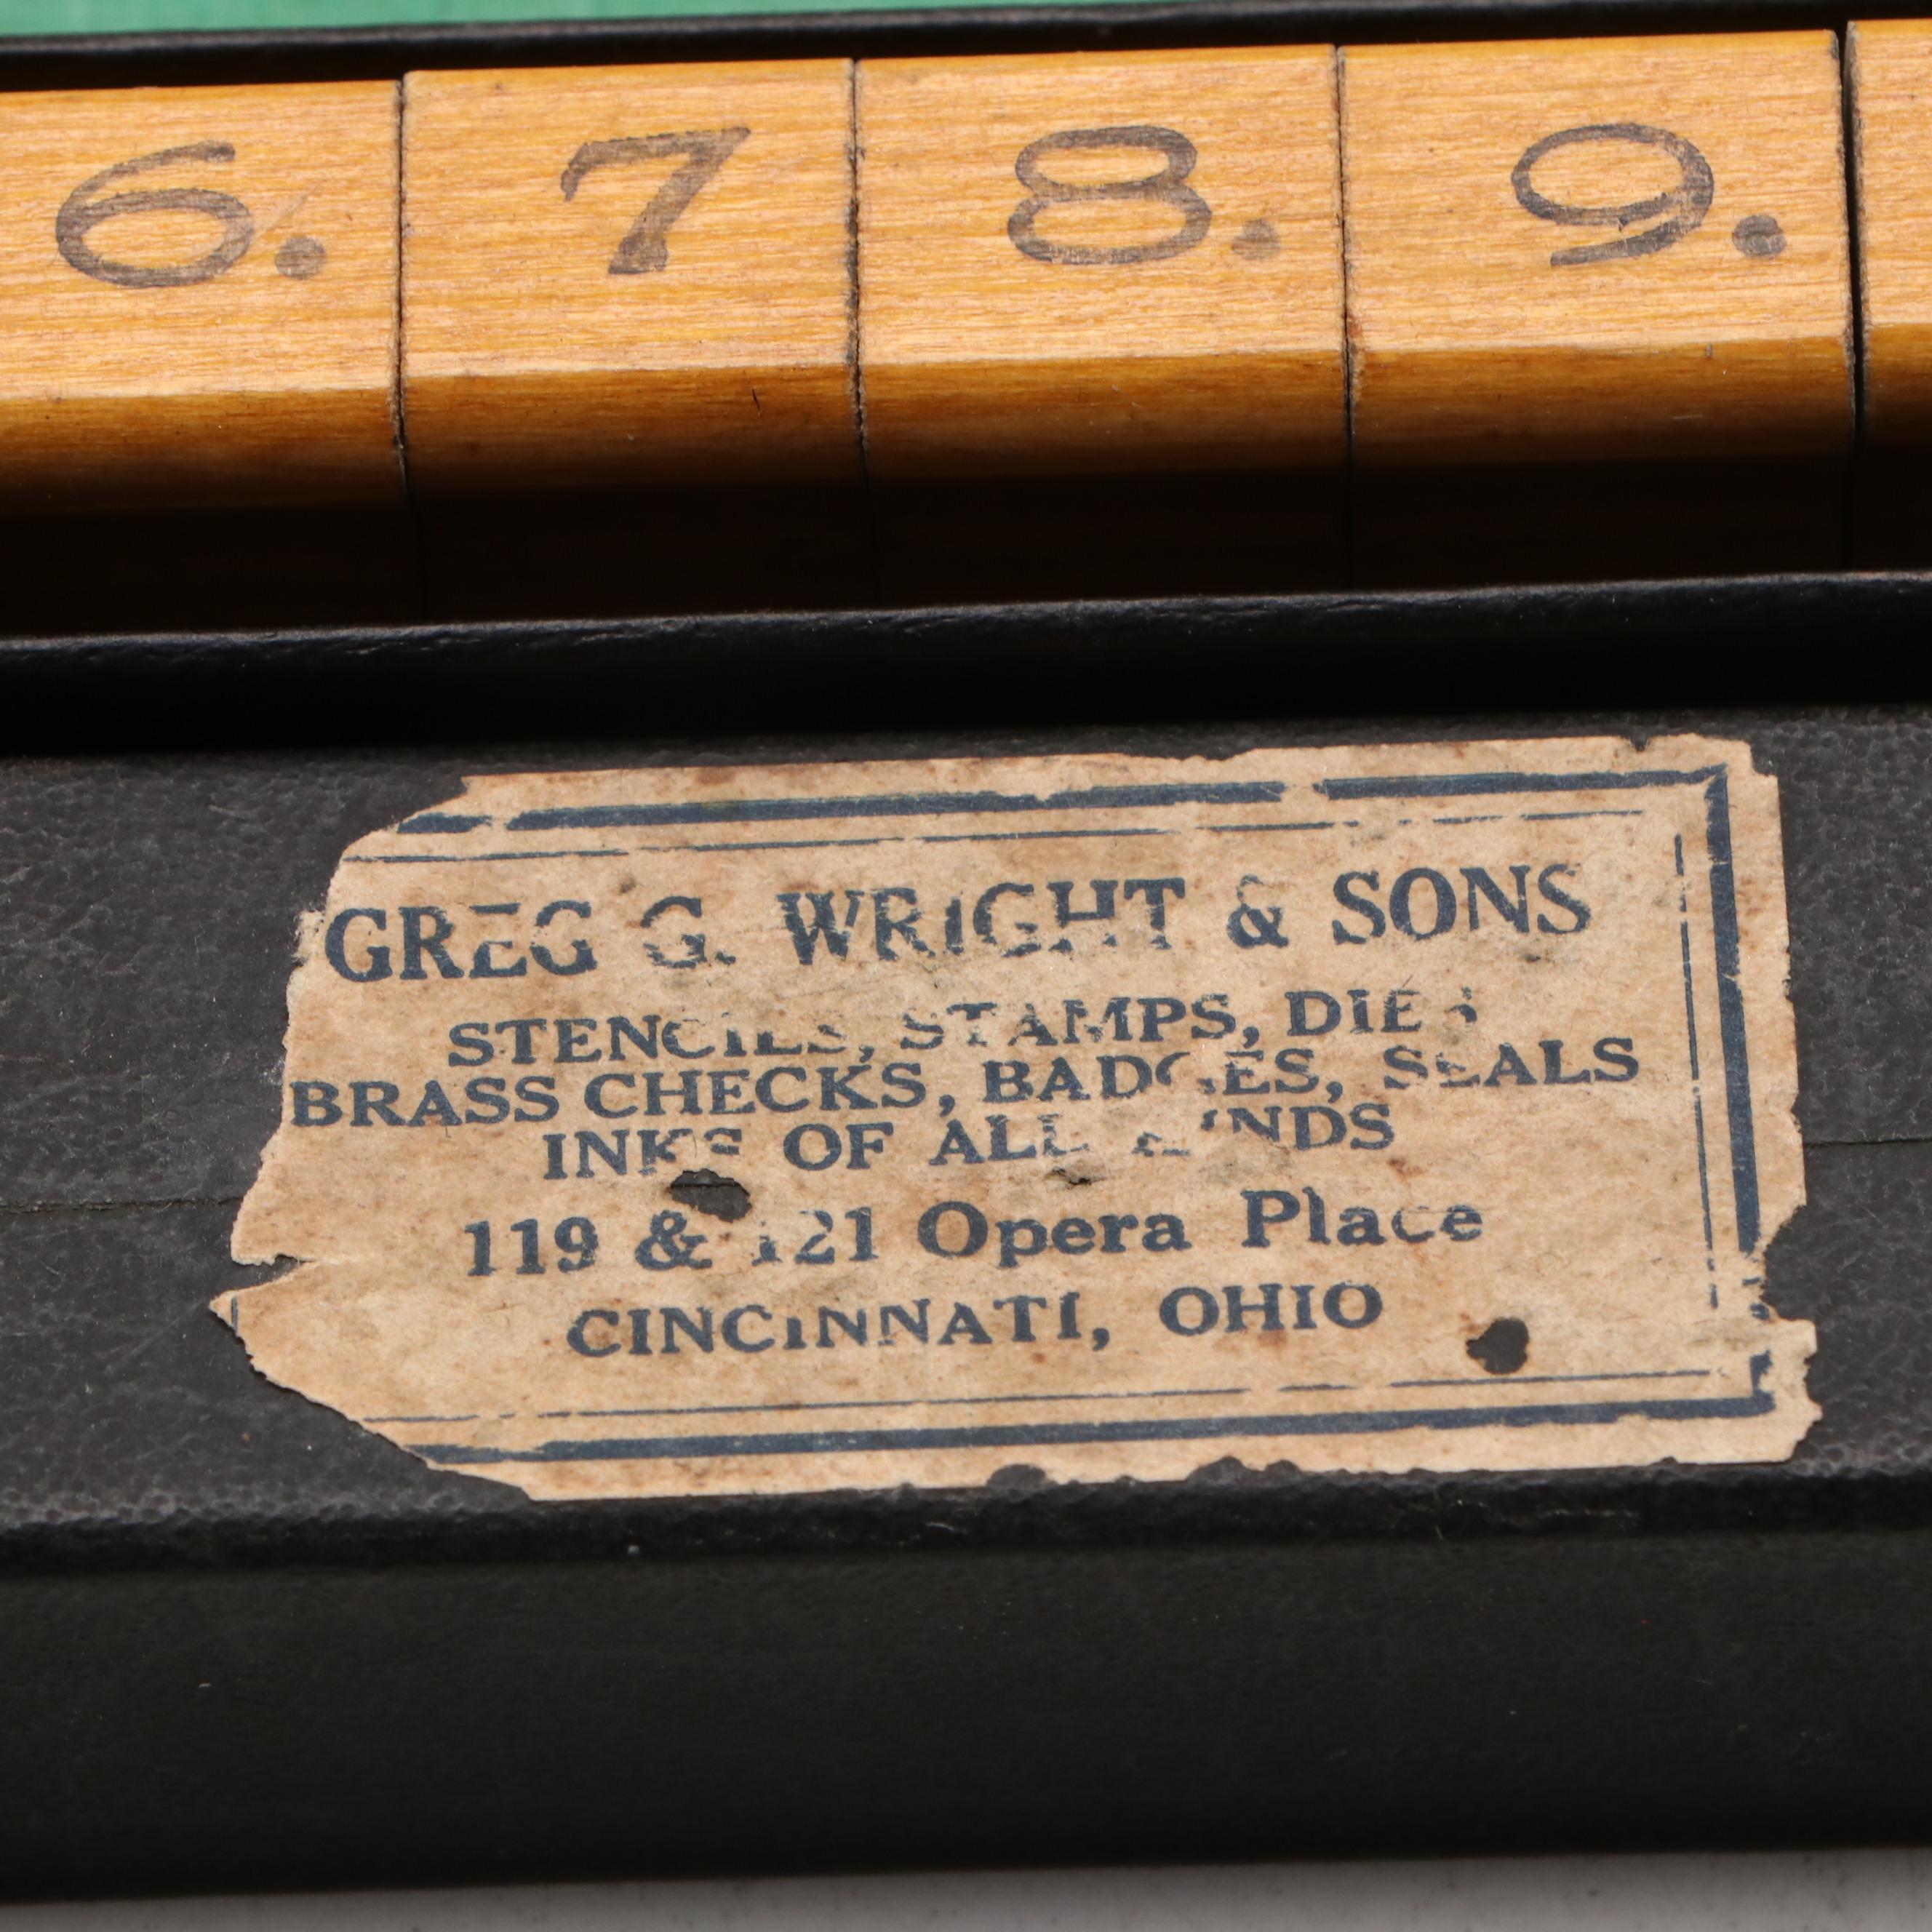 6. 7 8. 9.
GREG G. WRIGHT & SONS
STENCILS, STAMPS, DIES
BRASS CHECKS, BADGES, SEALS
INKS OF ALL KINDS
119 & 121 Opera Place
CINCINNATI, OHIO